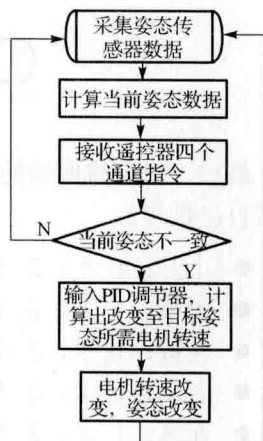 采集姿态传
感器数据
计算当前姿态数据
接收遥控器四个
通道指令
N
当前姿态不一致
Y
输入PID调节器，计
算出改变至目标姿
态所需电机转速
电机转速改
变，姿态改变